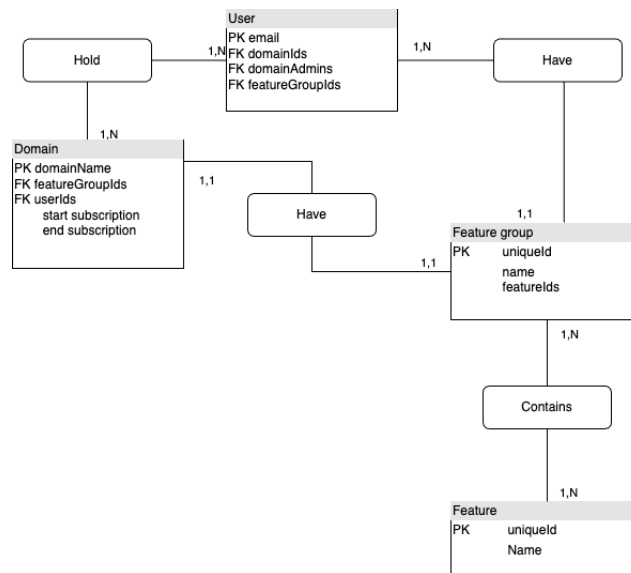 User
PK email
FK domainIds
FK domainAdmins
FK featureGroupIds
Hold
1,N
1,N
Have
1,N
Domain
PK domainName
FK featureGroupIds
FK userIds
start subscription
end subscription
1,1
Have
1,1
1,1
Feature group
PK uniqueId
name
featureIds
1,N
Contains
1,N
Feature
PK uniqueId
Name